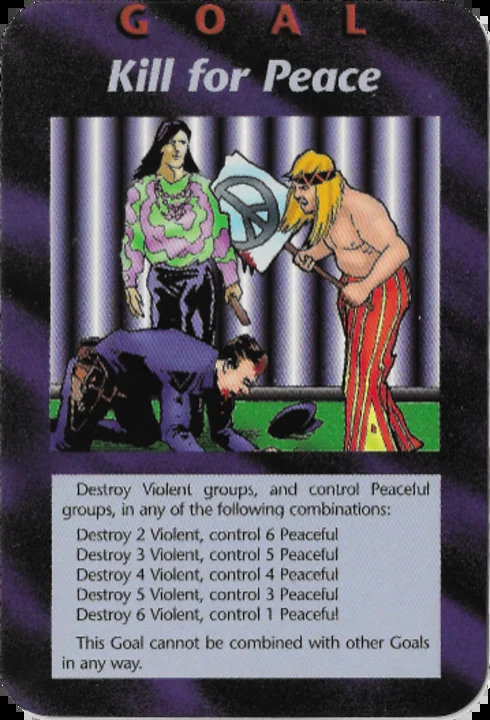 GOAL
Kill for Peace
Destroy Violent groups, and control Peaceful
groups, in any of the following combinations:
Destroy 2 Violent, control 6 Peaceful
Destroy 3 Violent, control 5 Peaceful
Destroy 4 Violent, control 4 Peaceful
Destroy 5 Violent, control 3 Peaceful
Destroy 6 Violent, control 1 Peaceful
This Goal cannot be combined with other Goals
in any way.